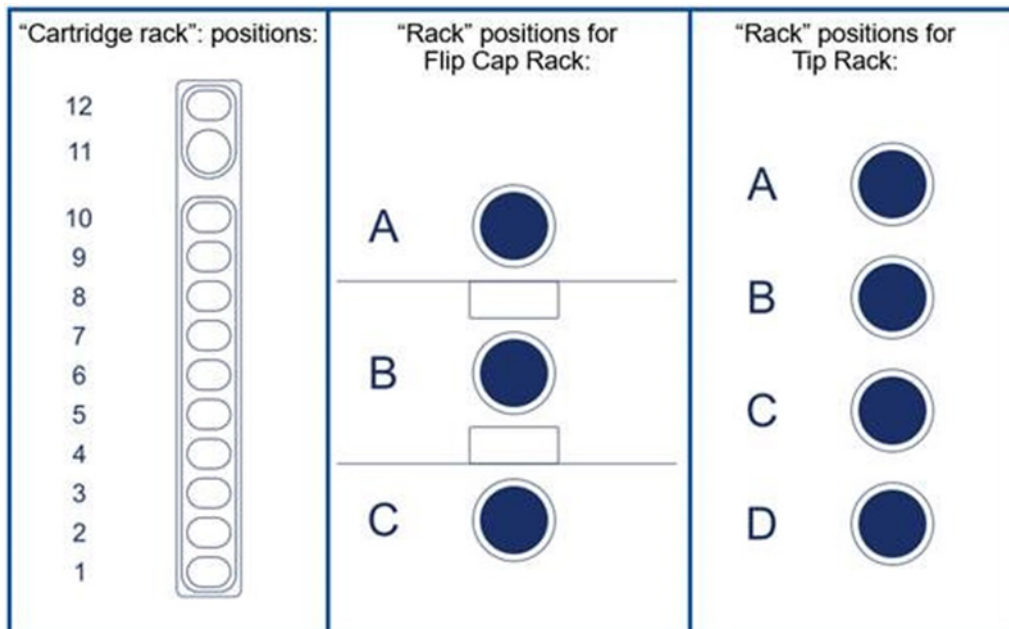 “Cartridge rack”: positions:
12
11
10
9
8
7
6
5
4
3
2
1
“Rack” positions for
Flip Cap Rack:
A
B
C
“Rack” positions for
Tip Rack:
A
B
C
D